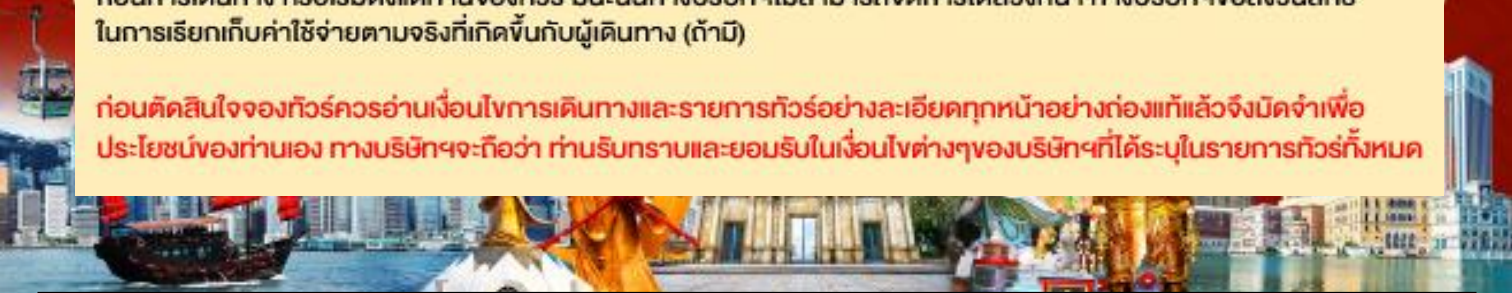 ในการเรียกเก็บค่าใช้จ่ายตามจริงที่เกิดขึ้นกับผู้เดินทาง (ถ้ามี)
ก่อนตัดสินใจจองทัวร์ควรอ่านเงื่อนไขการเดินทางและรายการทัวร์อย่างละเอียดทุกหน้าอย่างถ่องแท้แล้วจึงมัดจำเพื่อ
ประโยชน์ของท่านเอง ทางบริษัทฯจะถือว่า ท่านรับทราบและยอมรับในเงื่อนไขต่างๆของบริษัทฯที่ได้ระบุในรายการทัวร์ทั้งหมด